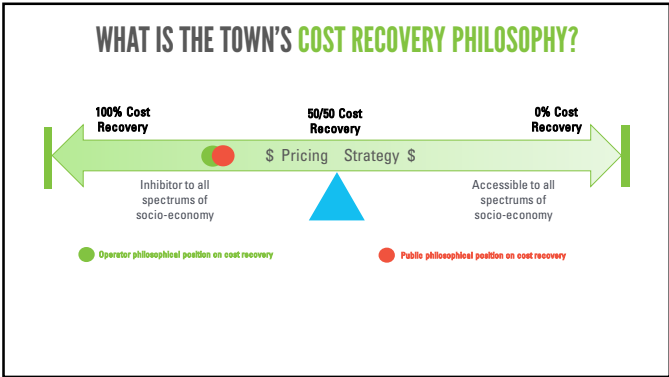 WHAT IS THE TOWN'S COST RECOVERY PHILOSOPHY?
100% Cost
Recovery
50/50 Cost
Recovery
0% Cost
Recovery
$ Pricing Strategy $
Inhibitor to all
spectrums of
socio-economy
Accessible to all
spectrums of
socio-economy
Operator philosophical position on cost recovery
Public philosophical position on cost recovery